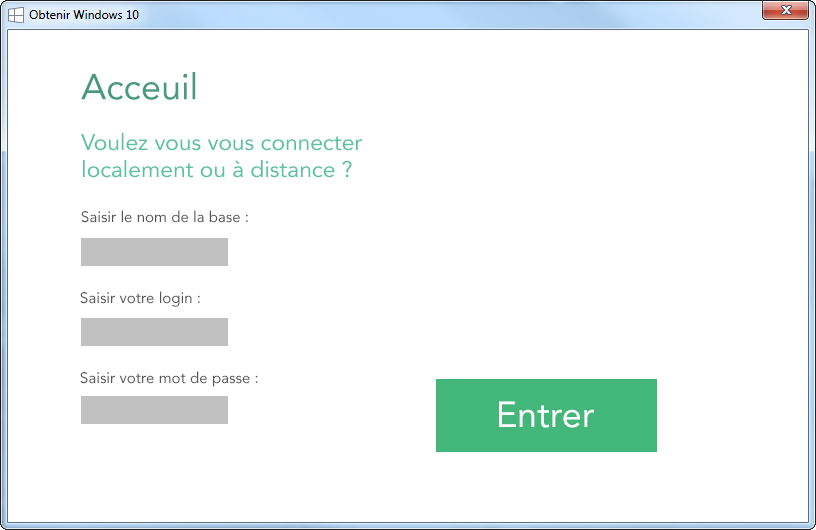 Obtenir Windows 10
Acceuil
Voulez vous vous connecter
localement ou à distance ?
Saisir le nom de la base :
Saisir votre login :
Saisir votre mot de passe :
Entrer